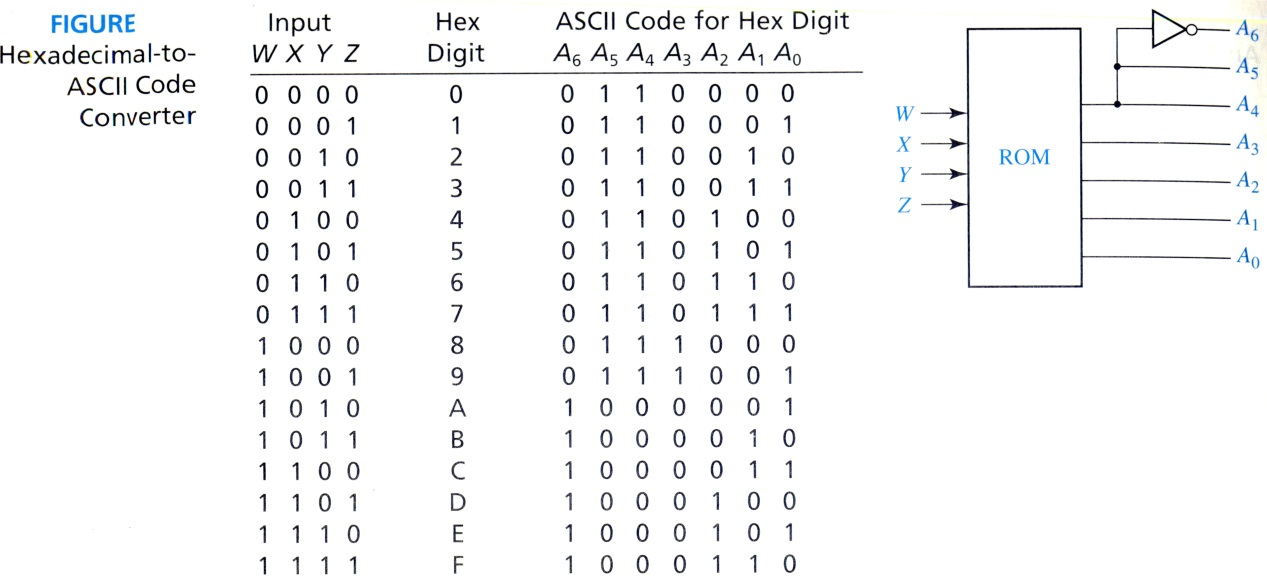 FIGURE
Hexadecimal-to-
ASCII Code
Converter
Input Hex ASCII Code for Hex Digit
W X Y Z Digit A6 A5 A4 A3 A2 A1 A0
0 0 0 0 0 0 1 1 0 0 0 0
0 0 0 1 1 0 1 1 0 0 0 1
0 0 1 0 2 0 1 1 0 0 1 0
0 0 1 1 3 0 1 1 0 0 1 1
0 1 0 0 4 0 1 1 0 1 0 0
0 1 0 1 5 0 1 1 0 1 0 1
0 1 1 0 6 0 1 1 0 1 1 0
0 1 1 1 7 0 1 1 0 1 1 1
1 0 0 0 8 0 1 1 1 0 0 0
1 0 0 1 9 0 1 1 1 0 0 1
1 0 1 0 A 1 0 0 0 0 0 1
1 0 1 1 B 1 0 0 0 0 1 0
1 1 0 0 C 1 0 0 0 0 1 1
1 1 0 1 D 1 0 0 0 1 0 0
1 1 1 0 E 1 0 0 0 1 0 1
1 1 1 1 F 1 0 0 0 1 1 0
W
X
Y
Z
ROM
A6
A5
A4
A3
A2
A1
A0